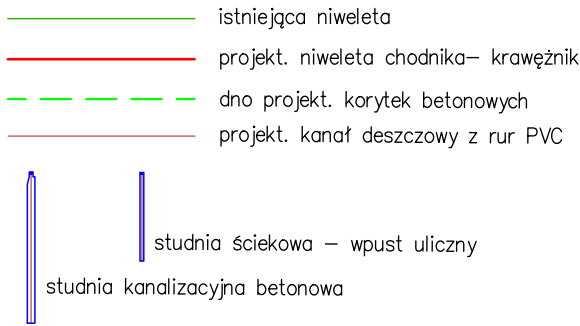 istniejąca niweleta
projekt. niweleta chodnika– krawężnik
dno projekt. korytek betonowych
projekt. kanał deszczowy z rur PVC
studnia ściekowa – wpust uliczny
studnia kanalizacyjna betonowa